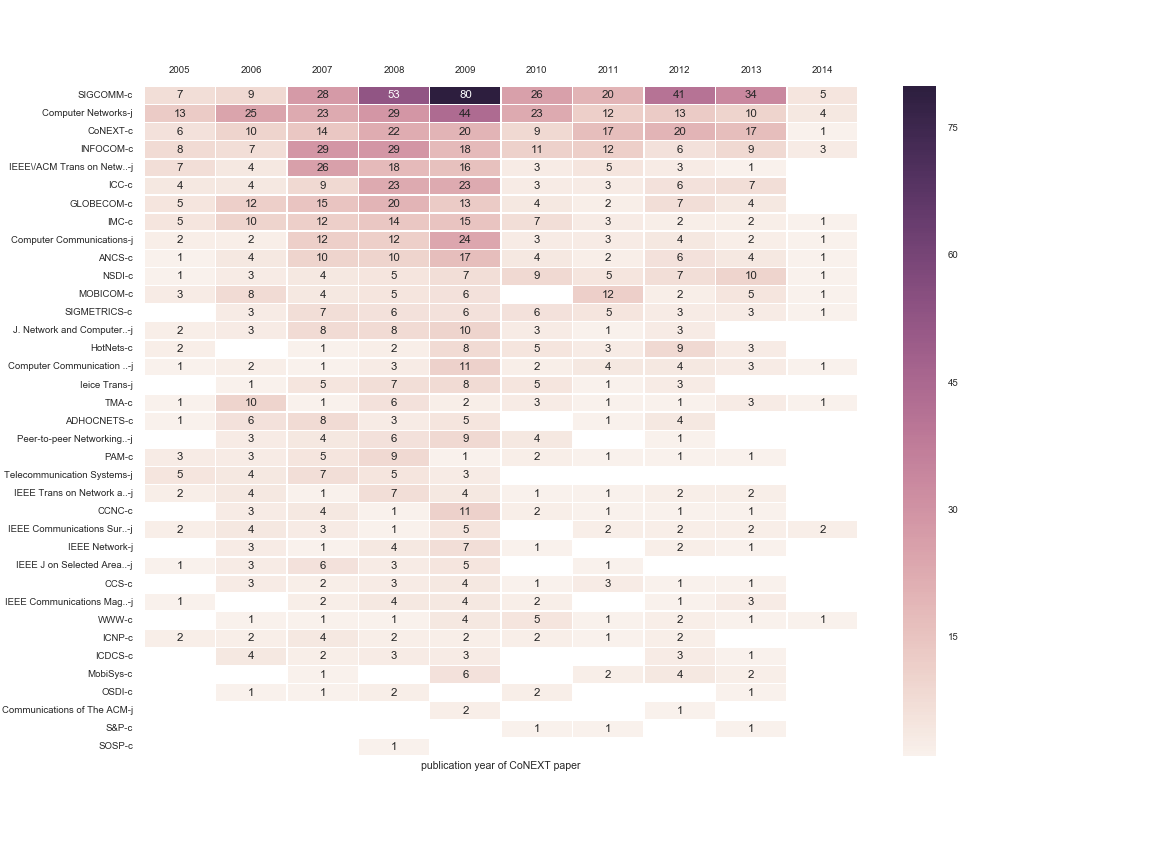 2005 2006 2007 2008 2009 2010 2011 2012 2013 2014
SIGCOMM-c 7 9 28 53 80 26 20 41 34 5
Computer Networks-j 13 25 23 29 44 23 12 13 10 4
75
CoNEXT-c 6 10 14 22 20 9 17 20 17 1
INFOCOM-c 8 7 29 29 18 11 12 6 9 3
IEEE\/ACM Trans on Netw..-j 7 4 26 18 16 3 5 3 1
ICC-c 4 4 9 23 23 3 3 6 7
GLOBECOM-c 5 12 15 20 13 4 2 7 4
IMC-c 5 10 12 14 15 7 3 2 2 1
Computer Communications-j 2 2 12 12 24 3 3 4 2 1
60
ANCS-c 1 4 10 10 17 4 2 6 4 1
NSDI-c 1 3 4 5 7 9 5 7 10 1
MOBICOM-c 3 8 4 5 6 12 2 5 1
SIGMETRICS-c 3 7 6 6 6 5 3 3 1
J. Network and Computer..-j 2 3 8 8 10 3 1 3
HotNets-c 2 1 2 8 5 3 9 3
Computer Communication ..-j 1 2 1 3 11 2 4 4 3 1
45
Ieice Trans-j 1 5 7 8 5 1 3
TMA-c 1 10 1 6 2 3 1 1 3 1
ADHOCNETS-c 1 6 8 3 5 1 4
Peer-to-peer Networking..-j 3 4 6 9 4 1
PAM-c 3 3 5 9 1 2 1 1 1
Telecommunication Systems-j 5 4 7 5 3
IEEE Trans on Network a..-j 2 4 1 7 4 1 1 2 2
CCNC-c 3 4 1 11 2 1 1 1
30
IEEE Communications Sur..-j 2 4 3 1 5 2 2 2 2
IEEE Network-j 3 1 4 7 1 2 1
IEEE J on Selected Area..-j 1 3 6 3 5 1
CCS-c 3 2 3 4 1 3 1 1
IEEE Communications Mag..-j 1 2 4 4 2 1 3
WWW-c 1 1 1 4 5 1 2 1 1
ICNP-c 2 2 4 2 2 2 1 2
15
ICDCS-c 4 2 3 3 3 1
MobiSys-c 1 6 2 4 2
OSDI-c 1 1 2 2 1
Communications of The ACM-j 2 1
S&P-c 1 1 1
SOSP-c 1
publication year of CoNEXT paper